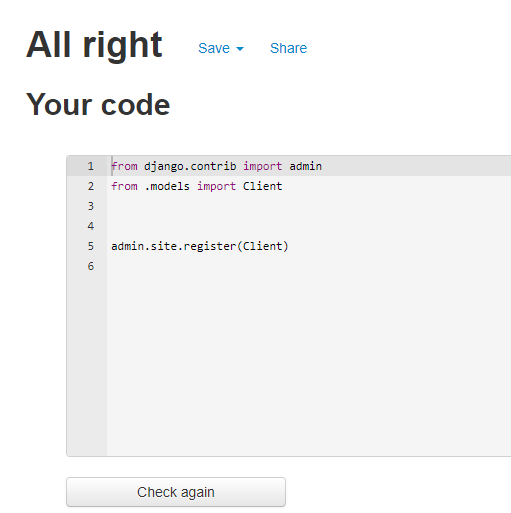 All right Save Share
Your code
1 from django.contrib import admin
2 from .models import Client
3
4
5 admin.site.register(Client)
6
Check again